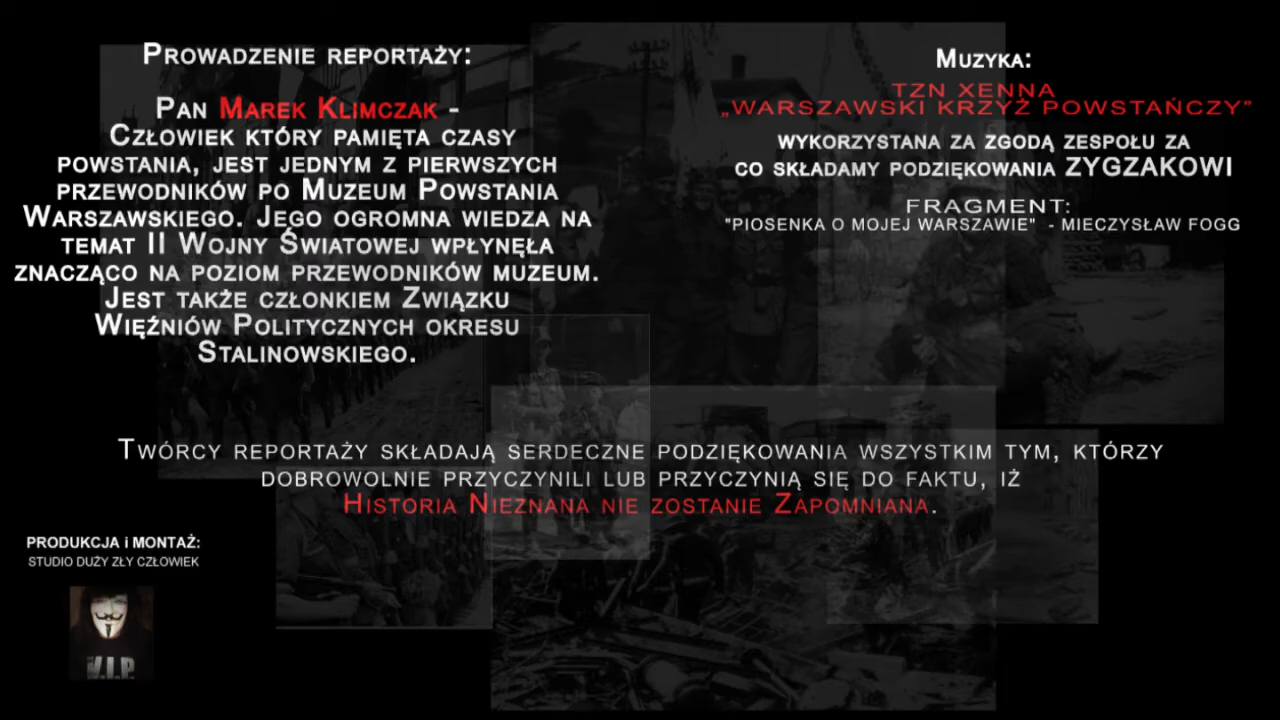 Prowadzenie reportaży:
Pan Marek Klimczak -
Człowiek który pamięta czasy
powstania, jest jednym z pierwszych
przewodników po Muzeum Powstania
Warszawskiego. Jego ogromna wiedza na
temat II Wojny Światowej wpłynęła
znacząco na poziom przewodników muzeum.
Jest także członkiem Związku
Więźniów Politycznych okresu
Stalinowskiego.
Muzyka:
TZN XENNA
„WARSZAWSKI KRZYŻ POWSTAŃCZY”
WYKORZYSTANA ZA ZGODĄ ZESPOŁU ZA
CO SKŁADAMY PODZIĘKOWANIA ZYGZAKOWI
FRAGMENT:
"PIOSENKA O MOJEJ WARSZAWIE" - MIECZYSŁAW FOGG
Twórcy reportaży składają serdeczne podziękowania wszystkim tym, którzy
dobrowolnie przyczynili lub przyczynią się do faktu, iż
Historia Nieznana nie zostanie Zapomniana.
PRODUKCJA i MONTAŻ:
STUDIO DUŻY ZŁY CZŁOWIEK
V.I.P.